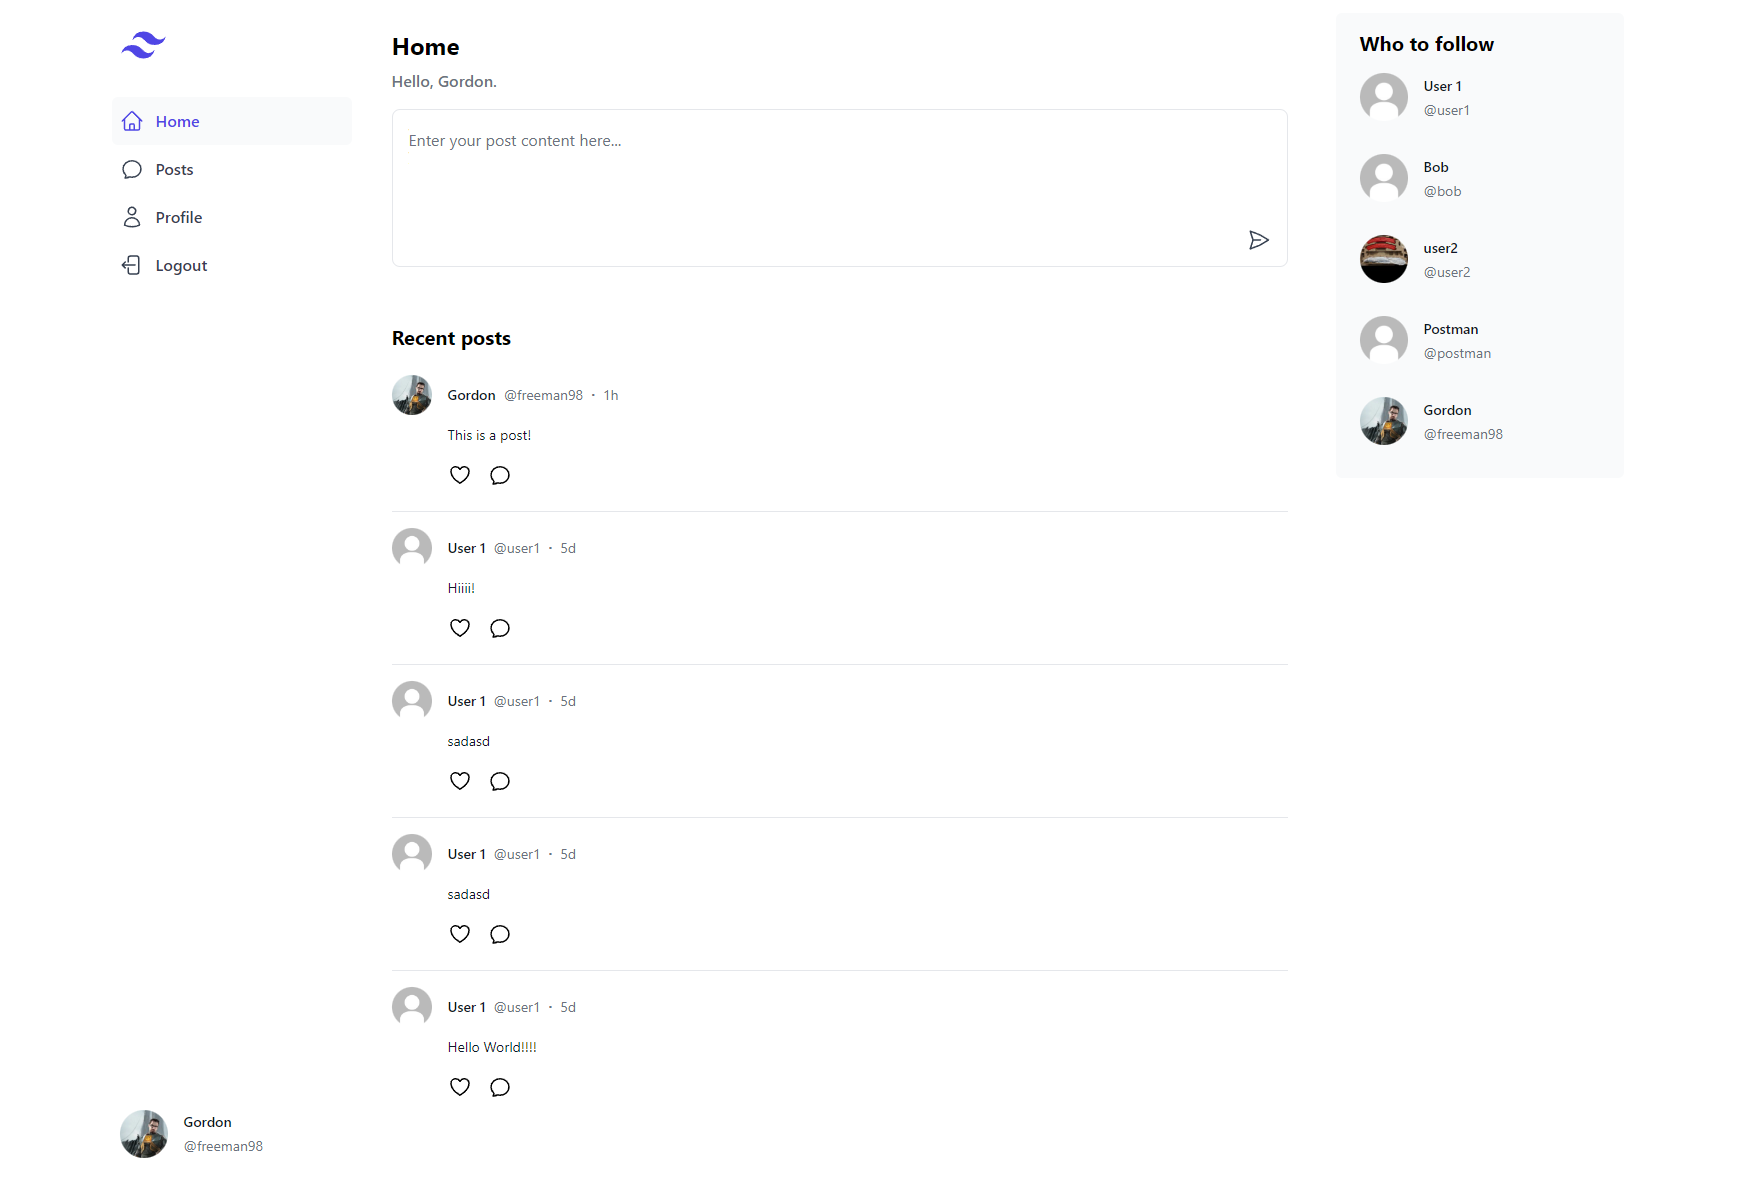 Home
Posts
Profile
Logout
Gordon
@freeman98
Home
Hello, Gordon.
Enter your post content here...
Recent posts
Gordon @freeman98 · 1h
This is a post!
User 1 @user1 · 5d
Hiiii!
User 1 @user1 · 5d
sadasd
User 1 @user1 · 5d
sadasd
User 1 @user1 · 5d
Hello World!!!!
Who to follow
User 1
@user1
Bob
@bob
user2
@user2
Postman
@postman
Gordon
@freeman98